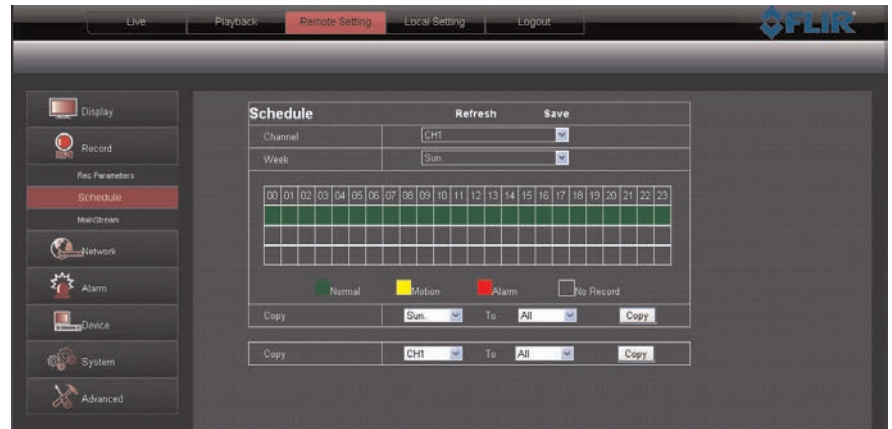 Live Playback Remote Setting Local Setting Logout
FLIR
Display
Record
Rec Parameters
Schedule
MainStream
Network
Alarm
Device
System
Advanced
Schedule Refresh Save
Channel CH1
Week Sun
00 01 02 03 04 05 06 07 08 09 10 11 12 13 14 15 16 17 18 19 20 21 22 23
Normal Motion Alarm No Record
Copy Sun. To All Copy
Copy CH1 To All Copy